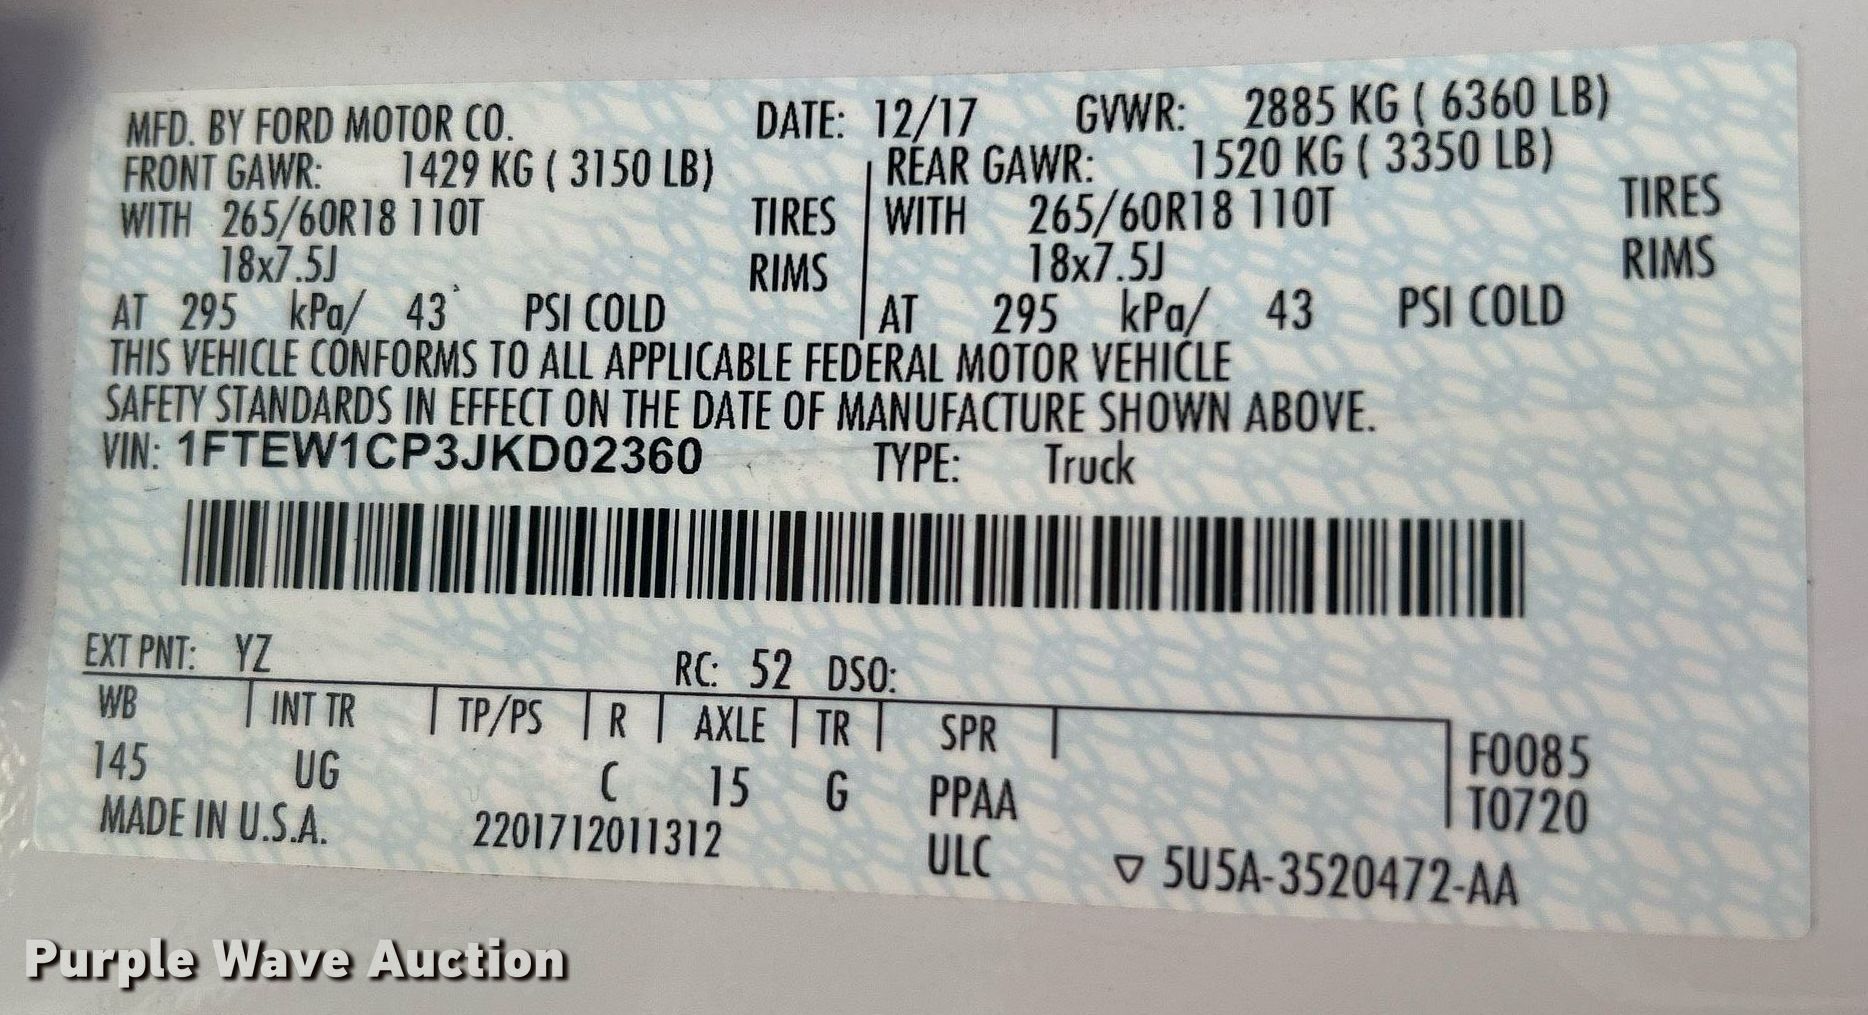 MFD. BY FORD MOTOR CO. DATE: 12/17 GVWR: 2885 KG ( 6360 LB)
FRONT GAWR: 1429 KG ( 3150 LB) REAR GAWR: 1520 KG ( 3350 LB)
WITH 265/60R18 110T TIRES WITH 265/60R18 110T TIRES
18x7.5J RIMS 18x7.5J RIMS
AT 295 kPa/ 43 PSI COLD AT 295 kPa/ 43 PSI COLD
THIS VEHICLE CONFORMS TO ALL APPLICABLE FEDERAL MOTOR VEHICLE
SAFETY STANDARDS IN EFFECT ON THE DATE OF MANUFACTURE SHOWN ABOVE.
VIN: 1FTEW1CP3JKD02360 TYPE: Truck
EXT PNT: YZ RC: 52 DSO:
WB INT TR TP/PS R AXLE TR SPR F0085
145 UG C 15 G PPAA T0720
MADE IN U.S.A. 2201712011312 ULC ▽ 5U5A-3520472-AA
Purple Wave Auction